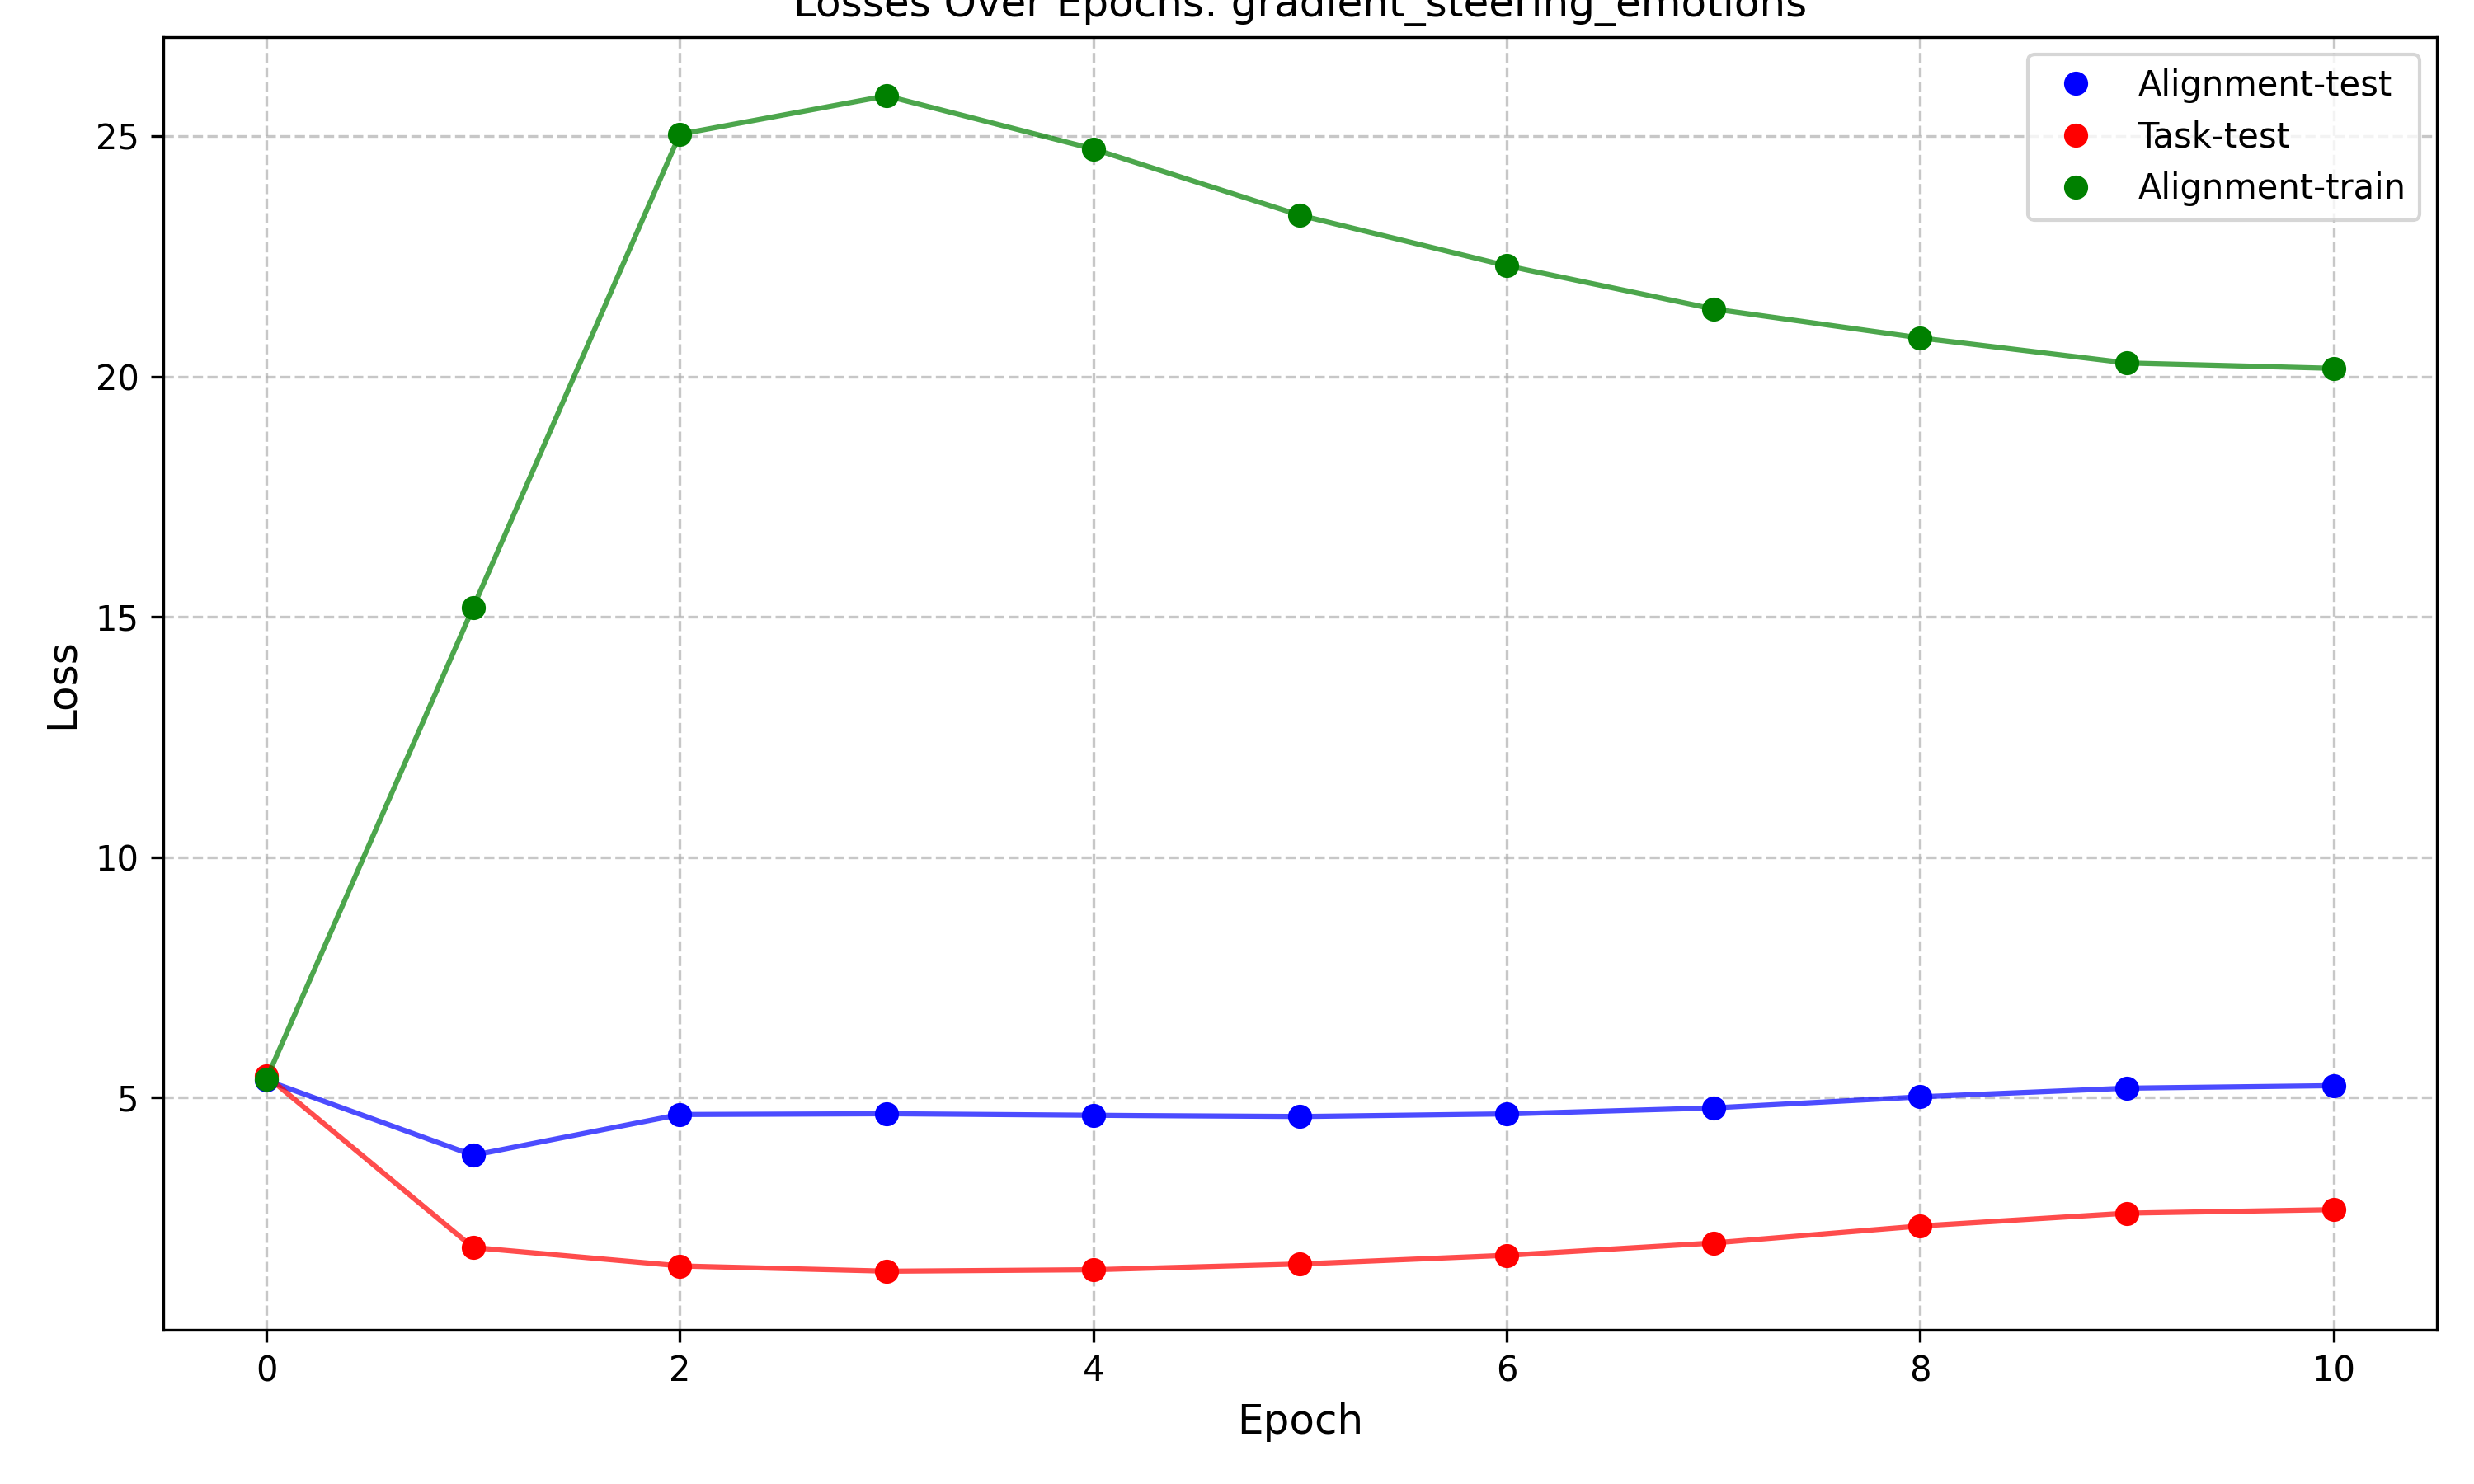 Losses Over Epochs: gradient_steering_emotions
Alignment-test
Task-test
Alignment-train
25
20
15
10
5
Loss
0 2 4 6 8 10
Epoch